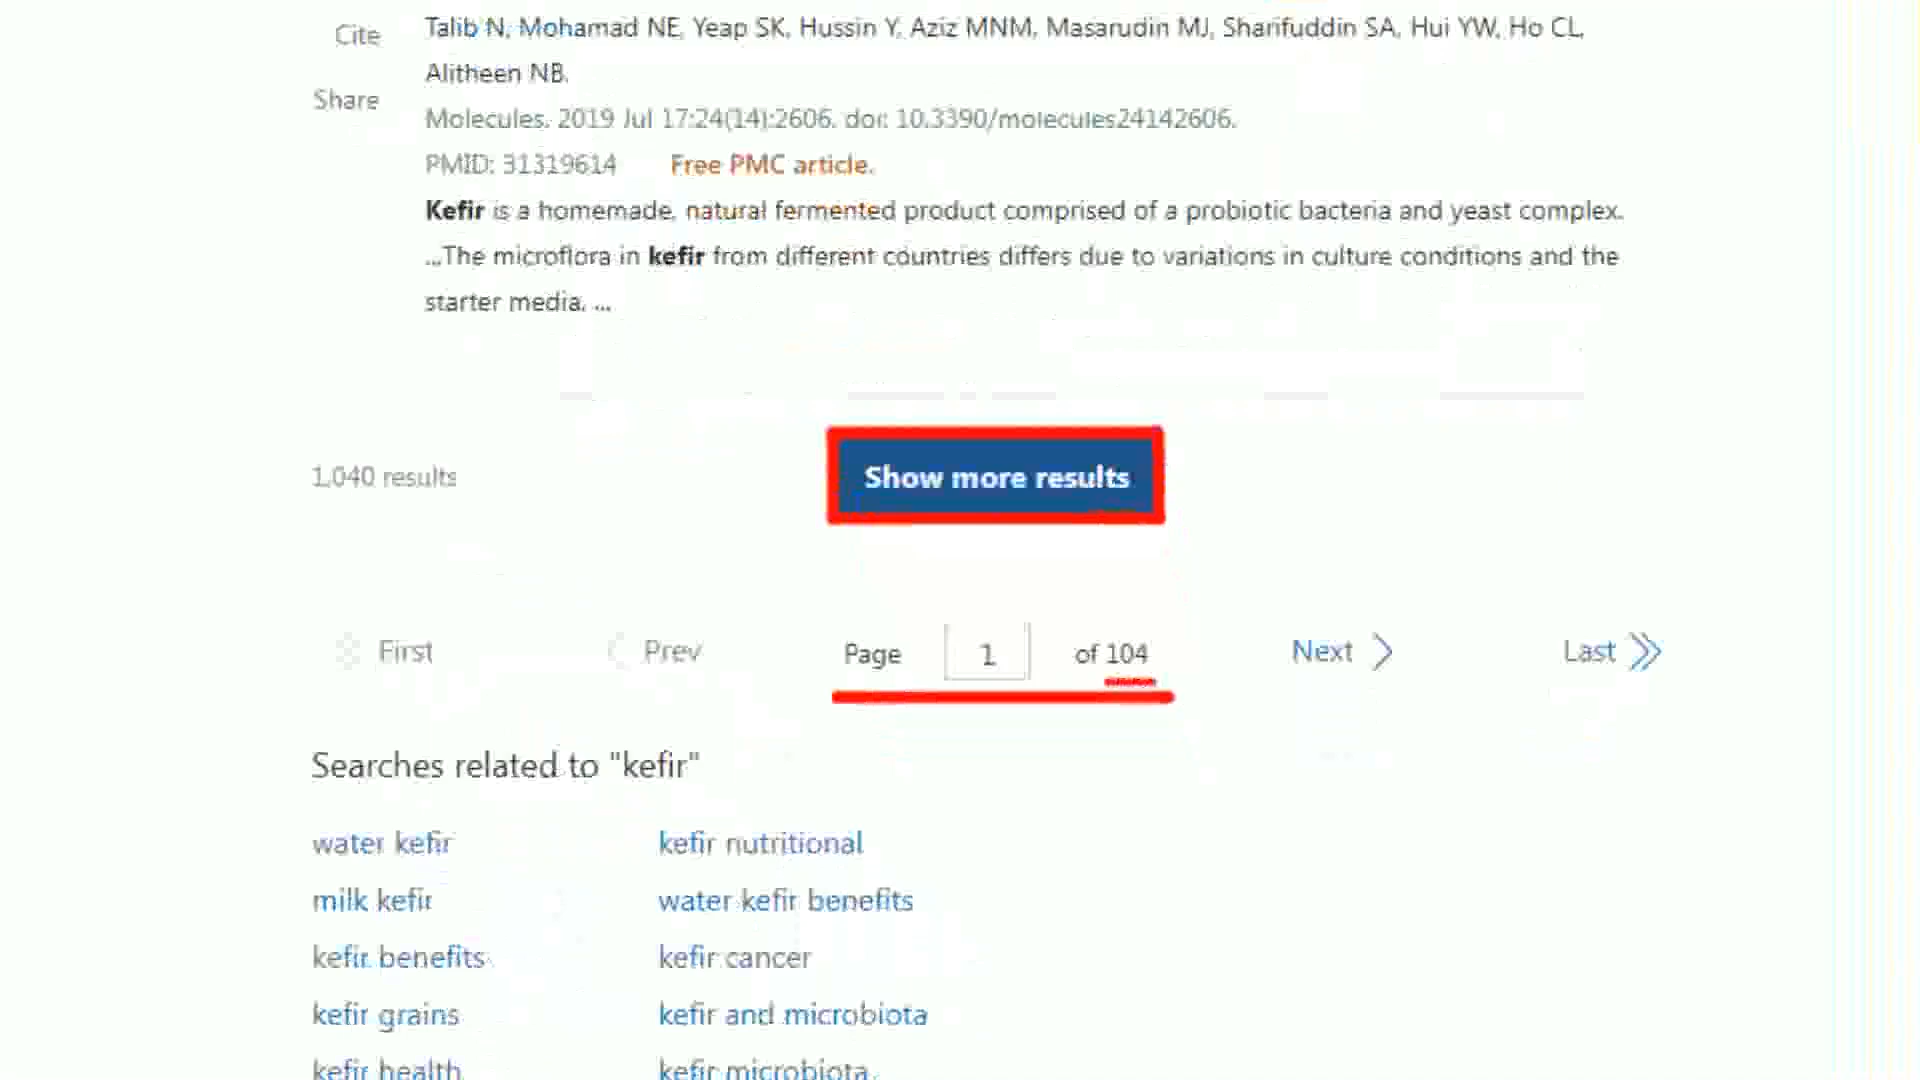 Cite
Talib N, Mohamad NE, Yeap SK, Hussin Y, Aziz MNM, Masarudin MJ, Sharifuddin SA, Hui YW, Ho CL,
Alitheen NB.
Share
Molecules. 2019 Jul 17;24(14):2606. doi: 10.3390/molecules24142606.
PMID: 31319614 Free PMC article.
Kefir is a homemade, natural fermented product comprised of a probiotic bacteria and yeast complex.
...The microflora in kefir from different countries differs due to variations in culture conditions and the
starter media. ...
1,040 results
Show more results
First Prev Page 1 of 104 Next Last
Searches related to "kefir"
water kefir kefir nutritional
milk kefir water kefir benefits
kefir benefits kefir cancer
kefir grains kefir and microbiota
kefir health kefir microbiota